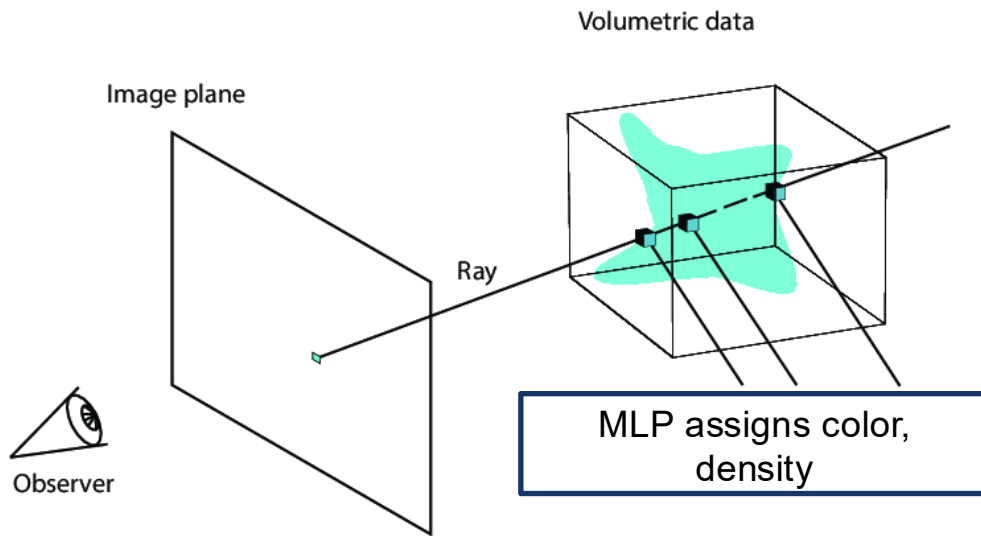 Volumetric data
Image plane
Ray
MLP assigns color,
density
Observer